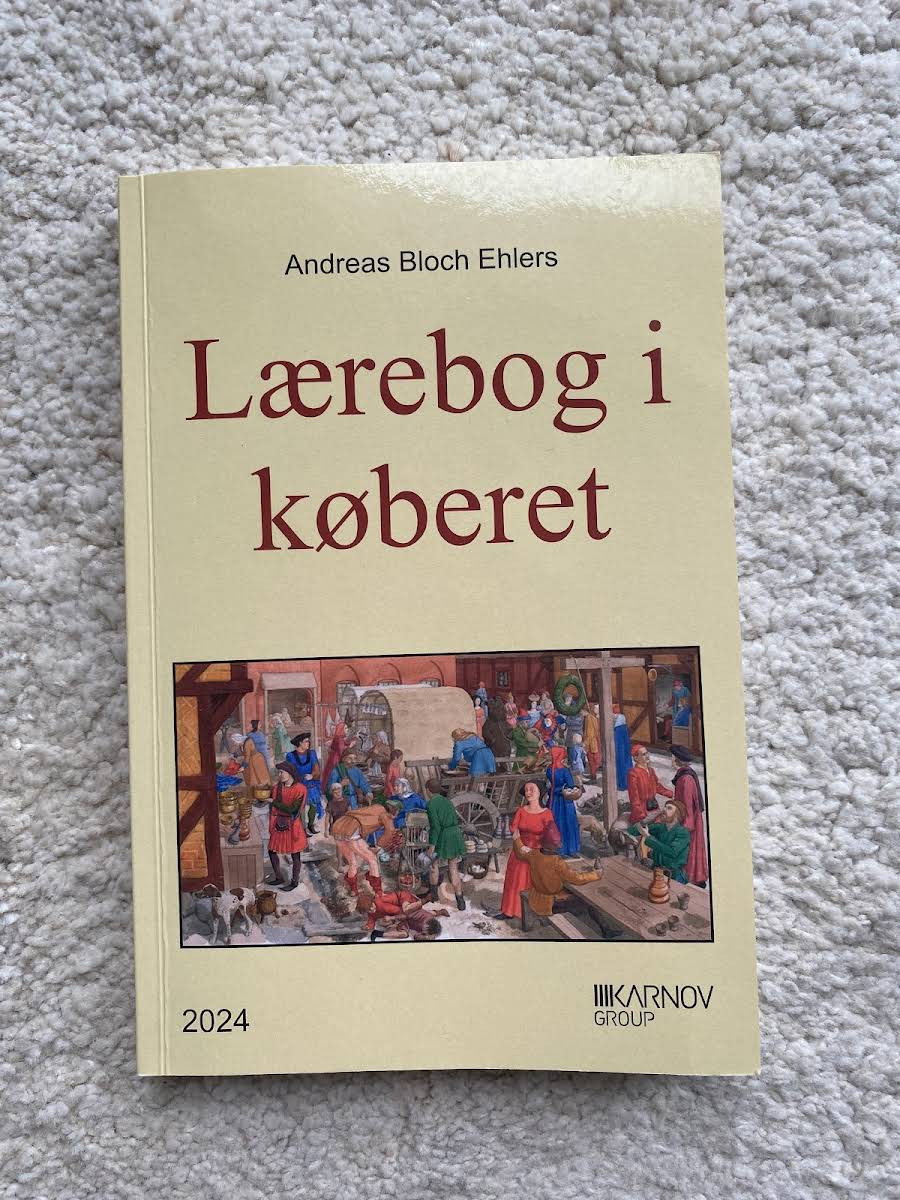 Andreas Bloch Ehlers
Lærebog i
køberet
2024
KARNOV
GROUP